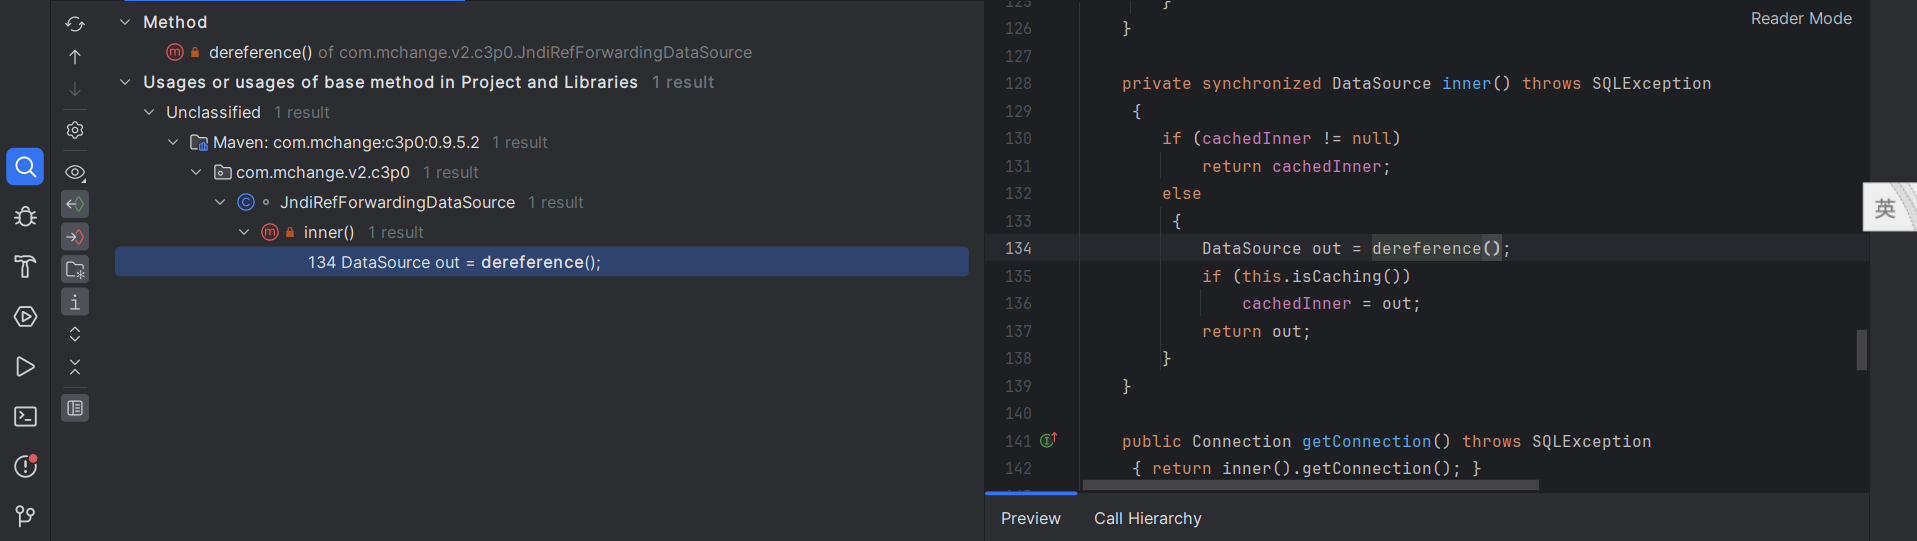 Method
dereference() of com.mchange.v2.c3p0.JndiRefForwardingDataSource
Usages or usages of base method in Project and Libraries 1 result
Unclassified 1 result
Maven: com.mchange:c3p0:0.9.5.2 1 result
com.mchange.v2.c3p0 1 result
JndiRefForwardingDataSource 1 result
inner() 1 result
134 DataSource out = dereference();
Reader Mode
125 }
126 }
127
128 private synchronized DataSource inner() throws SQLException
129 {
130 if (cachedInner != null)
131 return cachedInner;
132 else
133 {
134 DataSource out = dereference();
135 if (this.isCaching())
136 cachedInner = out;
137 return out;
138 }
139 }
140
141 public Connection getConnection() throws SQLException
142 { return inner().getConnection(); }
Preview Call Hierarchy
英